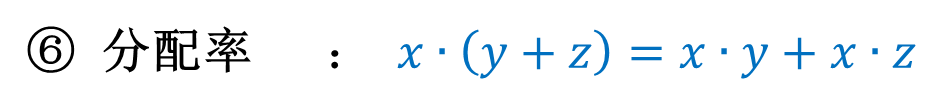 ⑥ 分配率 : x · (y + z) = x · y + x · z